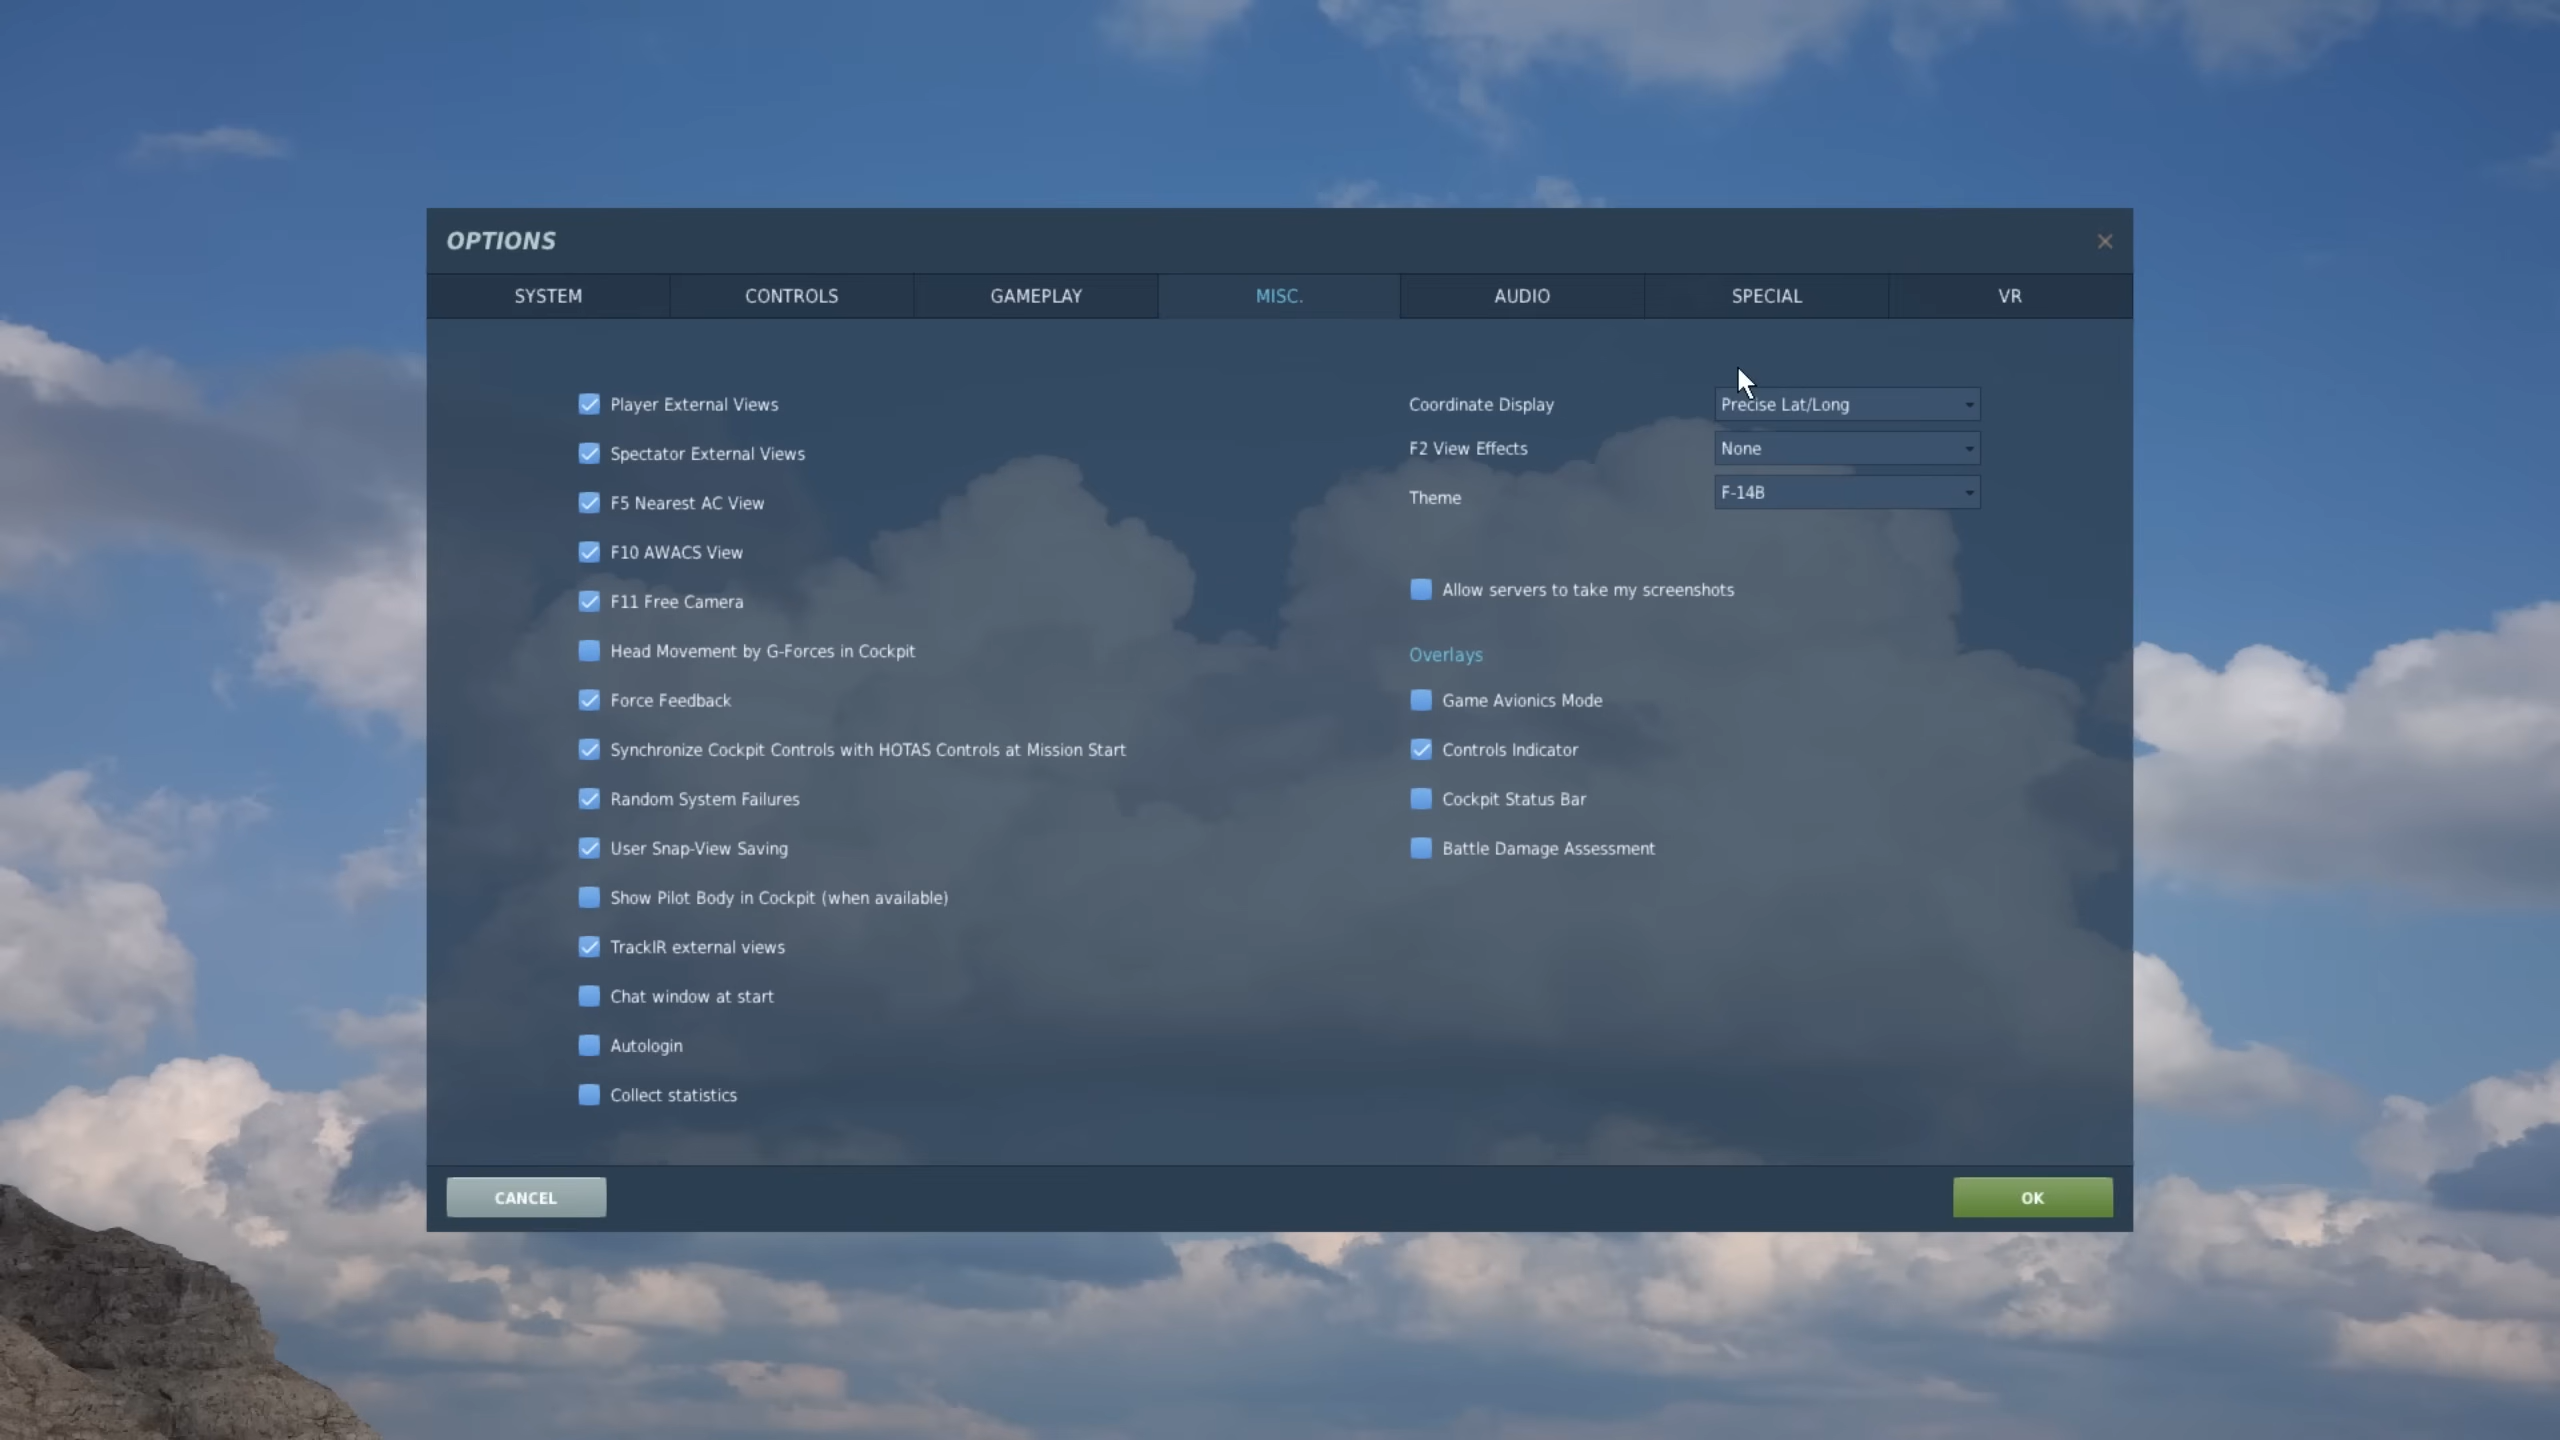 OPTIONS
SYSTEM CONTROLS GAMEPLAY MISC. AUDIO SPECIAL VR
Player External Views
Spectator External Views
F5 Nearest AC View
F10 AWACS View
F11 Free Camera
Head Movement by G-Forces in Cockpit
Force Feedback
Synchronize Cockpit Controls with HOTAS Controls at Mission Start
Random System Failures
User Snap-View Saving
Show Pilot Body in Cockpit (when available)
TrackIR external views
Chat window at start
Autologin
Collect statistics
Coordinate Display Precise Lat/Long
F2 View Effects None
Theme F-14B
Allow servers to take my screenshots
Overlays
Game Avionics Mode
Controls Indicator
Cockpit Status Bar
Battle Damage Assessment
CANCEL OK